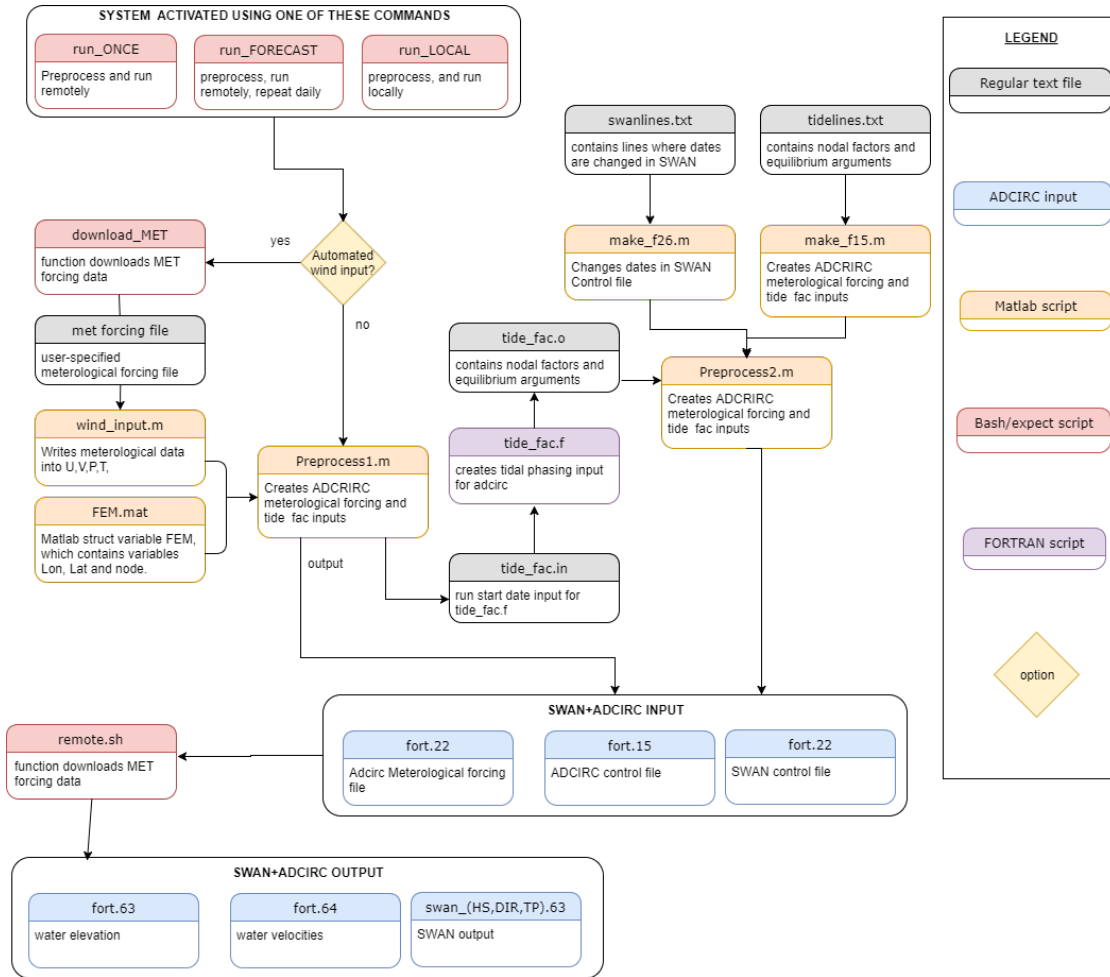 SYSTEM ACTIVATED USING ONE OF THESE COMMANDS
run_ONCE
Preprocess and run
remotely
run_FORECAST
preprocess, run
remotely, repeat daily
run_LOCAL
preprocess, and run
locally
LEGEND
Regular text file
ADCIRC input
Matlab script
Bash/expect script
FORTRAN script
option
swanlines.txt
contains lines where dates
are changed in SWAN
tidelines.txt
contains nodal factors and
equilibrium arguments
download_MET
function downloads MET
forcing data
yes
Automated
wind input?
no
make_f26.m
Changes dates in SWAN
Control file
make_f15.m
Creates ADCRIRC
meterological forcing and
tide_fac inputs
met forcing file
user-specified
meterological forcing file
tide_fac.o
contains nodal factors and
equilibrium arguments
Preprocess2.m
Creates ADCRIRC
meterological forcing and
tide_fac inputs
wind_input.m
Writes meterological data
into U,V,P,T,
tide_fac.f
creates tidal phasing input
for adcirc
Preprocess1.m
Creates ADCRIRC
meterological forcing and
tide_fac inputs
FEM.mat
Matlab struct variable FEM,
which contains variables
Lon, Lat and node.
output
tide_fac.in
run start date input for
tide_fac.f
SWAN+ADCIRC INPUT
fort.22
Adcirc Meterological forcing
file
fort.15
ADCIRC control file
fort.22
SWAN control file
remote.sh
function downloads MET
forcing data
SWAN+ADCIRC OUTPUT
fort.63
water elevation
fort.64
water velocities
swan_(HS,DIR,TP).63
SWAN output